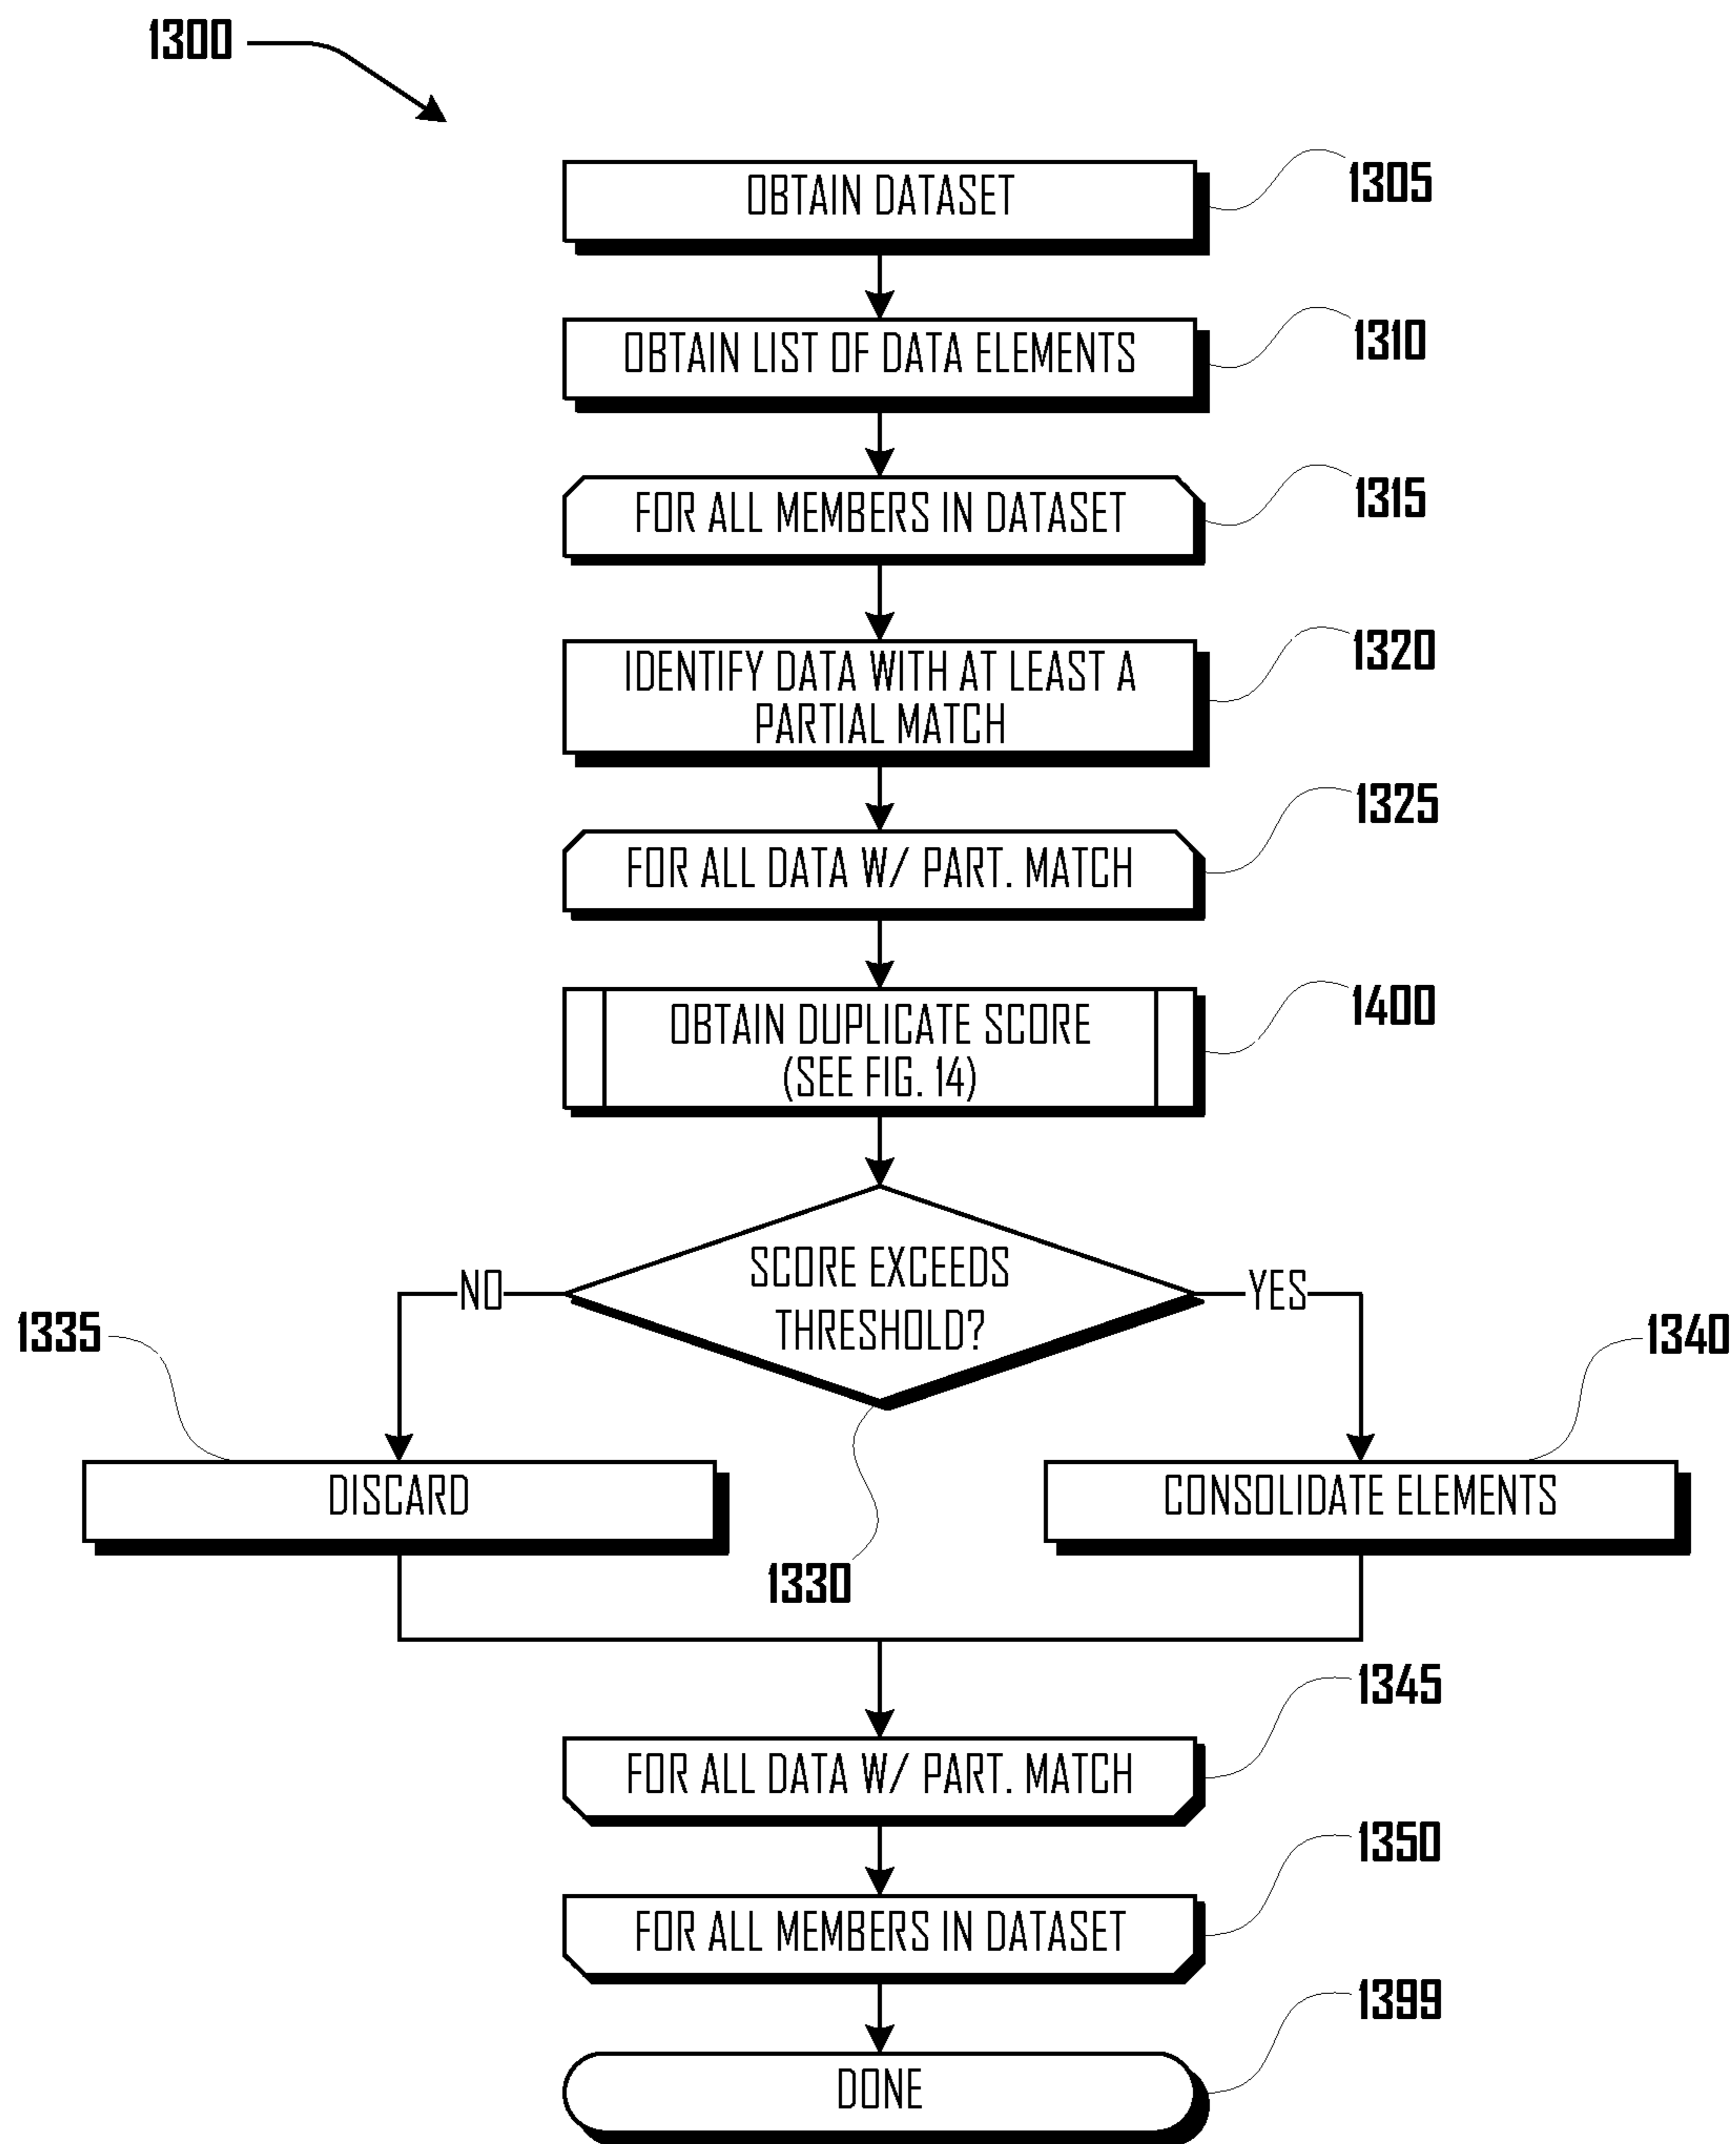 1300
OBTAIN DATASET
1305
OBTAIN LIST OF DATA ELEMENTS
1310
FOR ALL MEMBERS IN DATASET
1315
IDENTIFY DATA WITH AT LEAST A
PARTIAL MATCH
1320
FOR ALL DATA W/ PART. MATCH
1325
OBTAIN DUPLICATE SCORE
(SEE FIG. 14)
1400
SCORE EXCEEDS
THRESHOLD?
NO
YES
1335
1340
DISCARD
CONSOLIDATE ELEMENTS
1330
FOR ALL DATA W/ PART. MATCH
1345
FOR ALL MEMBERS IN DATASET
1350
DONE
1399